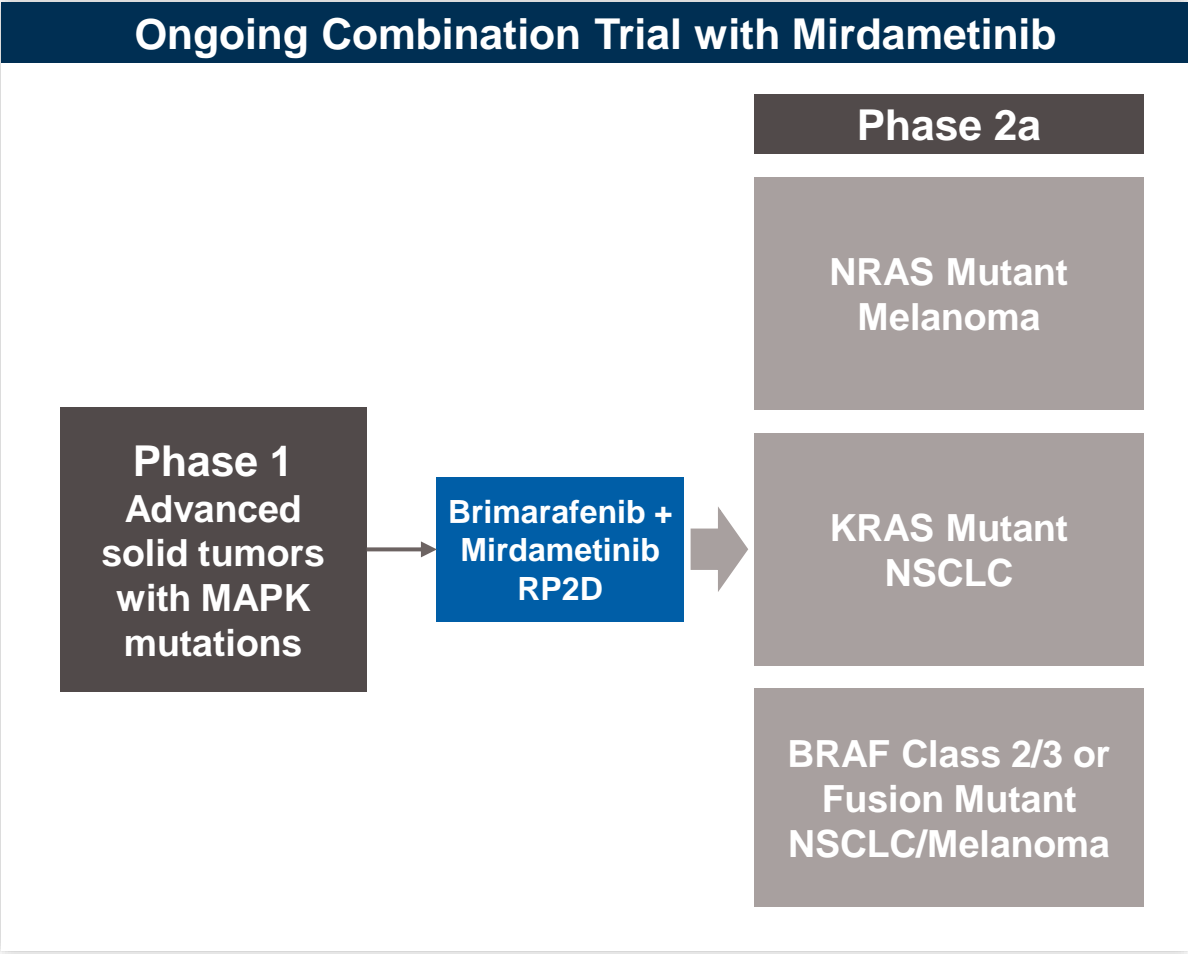 Ongoing Combination Trial with Mirdametinib
Phase 1
Advanced
solid tumors
with MAPK
mutations
Brimarafenib +
Mirdametinib
RP2D
Phase 2a
NRAS Mutant
Melanoma
KRAS Mutant
NSCLC
BRAF Class 2/3 or
Fusion Mutant
NSCLC/Melanoma